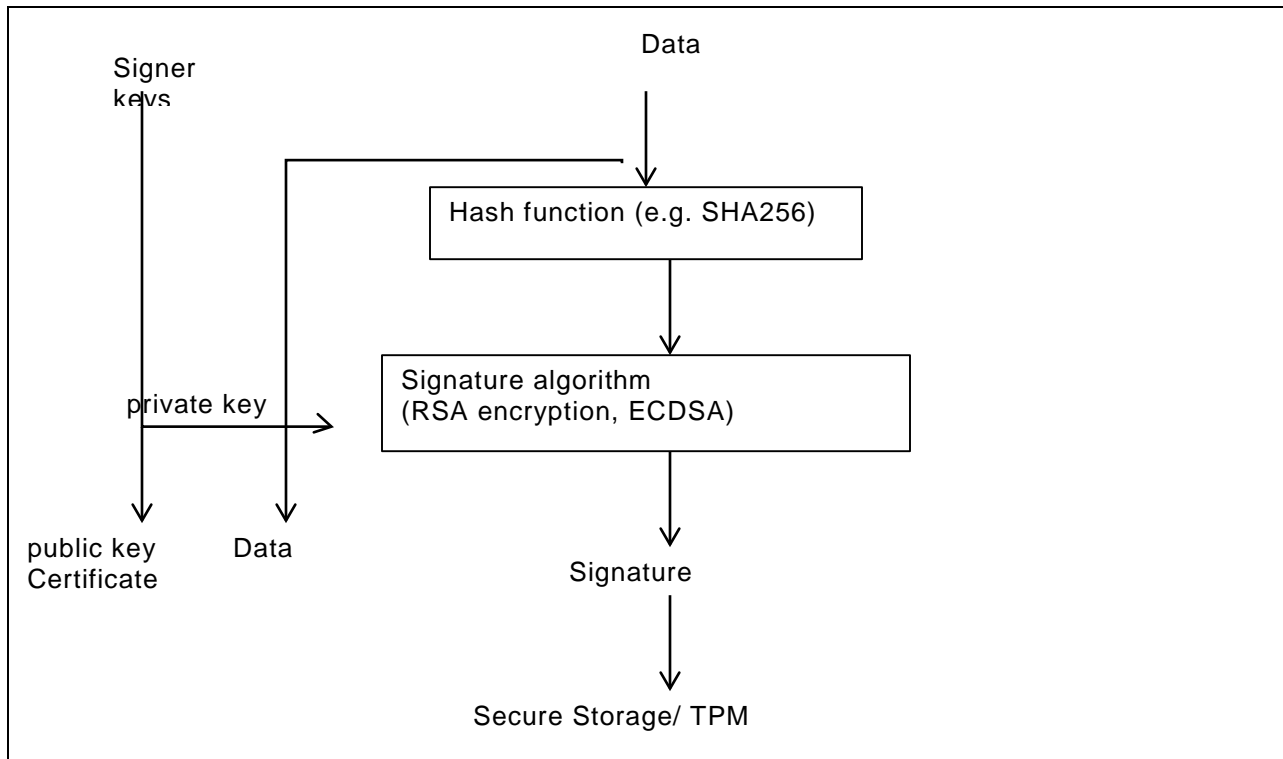 Data
Signer
keys
Hash function (e.g. SHA256)
Signature algorithm
(RSA encryption, ECDSA)
private key
public key
Certificate
Data
Signature
Secure Storage/ TPM